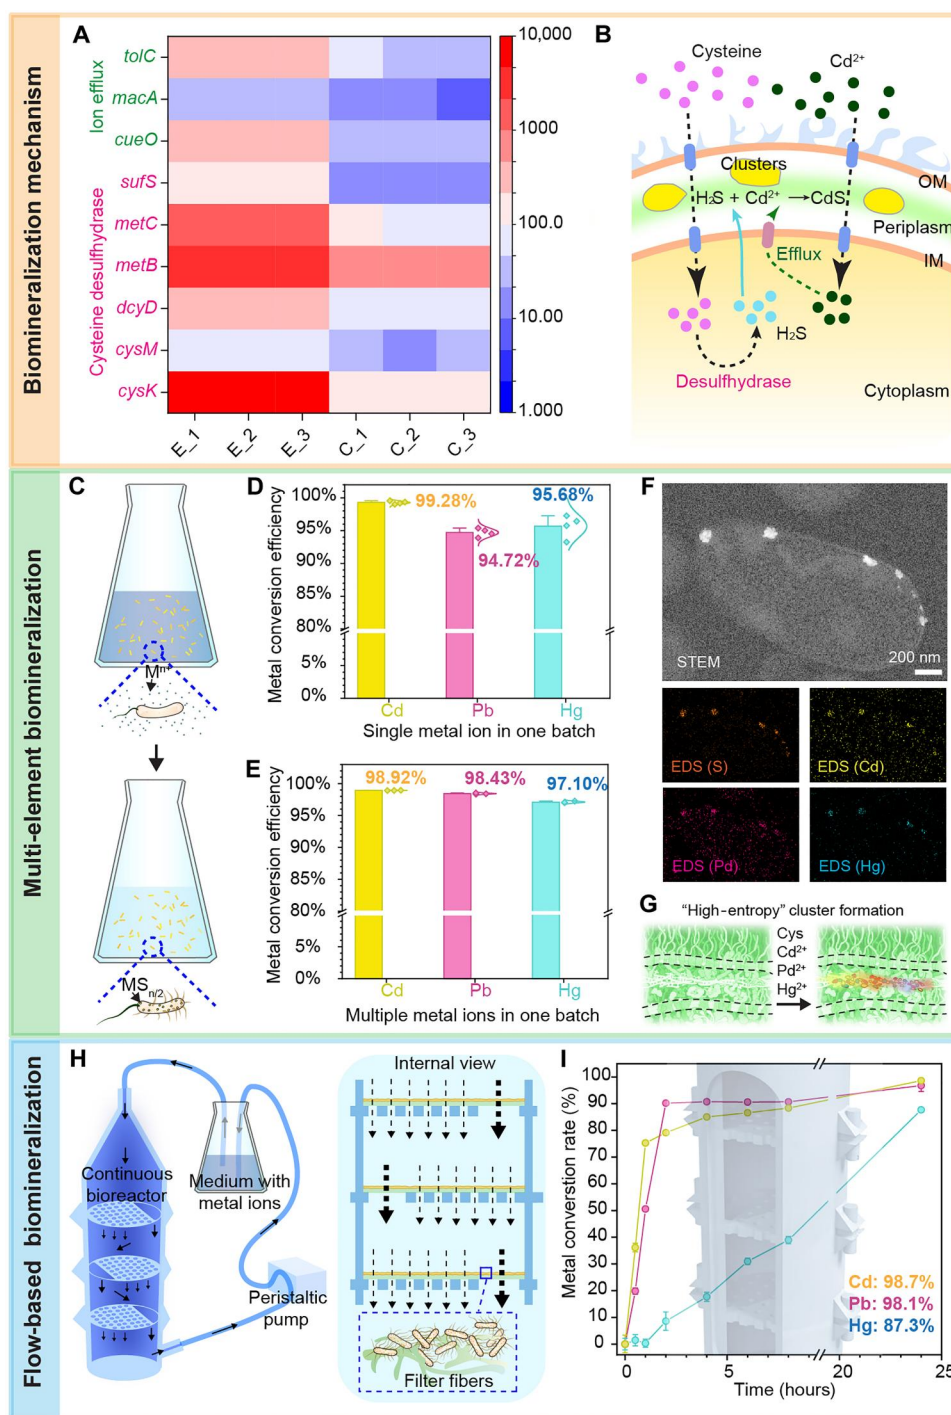 Biomineralization mechanism
A
Ion efflux
Cysteine desulfhydrase
tolC
macA
cueO
sufS
metC
metB
dcyD
cysM
cysK
E_1
E_2
E_3
C_1
C_2
C_3
10,000
1000
100.0
10.00
1.000
B
Cysteine
Cd²⁺
Clusters
OM
H₂S + Cd²⁺ → CdS
Periplasm
IM
Efflux
H₂S
Desulfhydrase
Cytoplasm
Multi-element biomineralization
C
Mⁿ⁺
MSn/2
D
Metal conversion efficiency
100%
95%
90%
85%
80%
5%
0%
99.28%
94.72%
95.68%
Cd
Pb
Hg
Single metal ion in one batch
E
Metal conversion efficiency
100%
95%
90%
85%
80%
5%
0%
98.92%
98.43%
97.10%
Cd
Pb
Hg
Multiple metal ions in one batch
F
STEM
200 nm
EDS (S)
EDS (Cd)
EDS (Pd)
EDS (Hg)
G
"High-entropy" cluster formation
Cys
Cd²⁺
Pd²⁺
Hg²⁺
Flow-based biomineralization
H
Continuous
bioreactor
Medium with
metal ions
Peristaltic
pump
Internal view
Filter fibers
I
Metal converstion rate (%)
100
90
80
70
60
50
40
30
20
10
0
Cd: 98.7%
Pb: 98.1%
Hg: 87.3%
0
5
20
25
Time (hours)